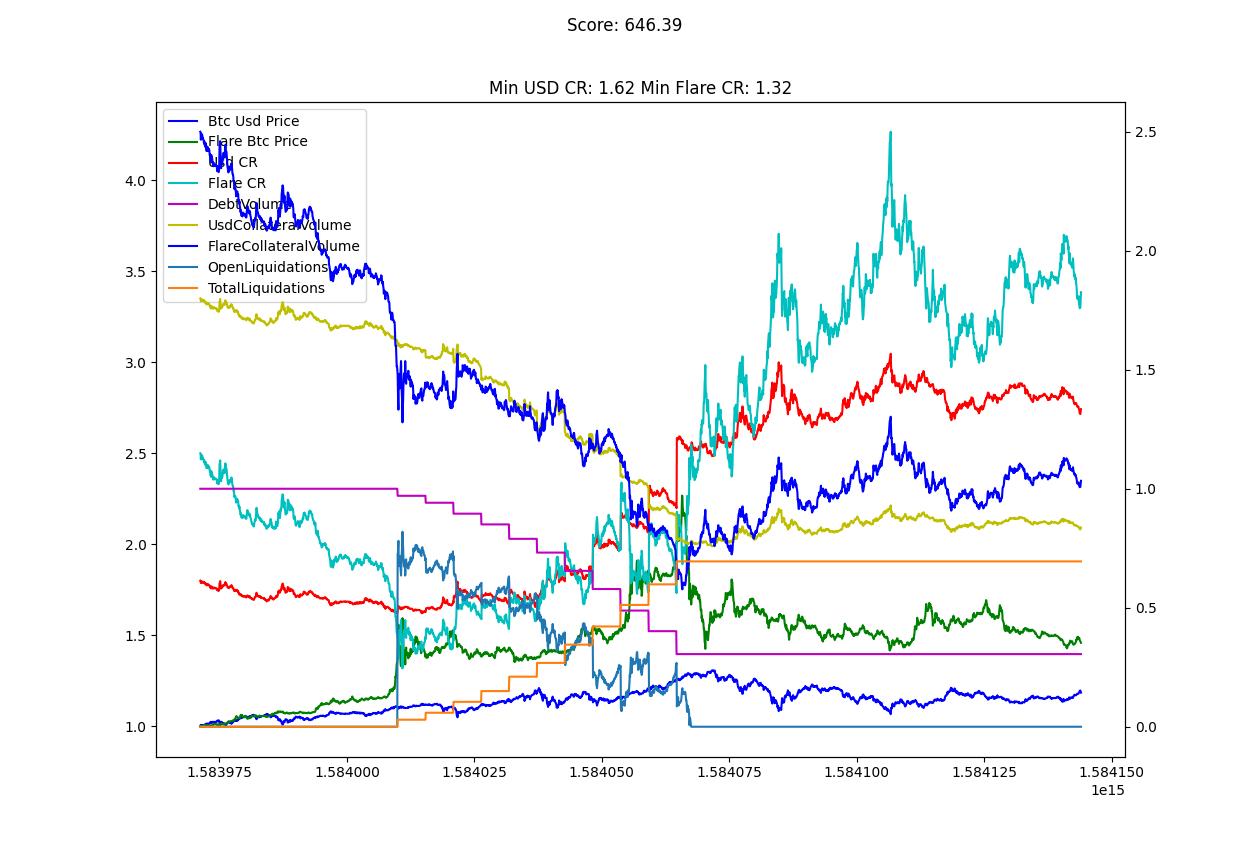 Score: 646.39
Min USD CR: 1.62 Min Flare CR: 1.32
Btc Usd Price
Flare Btc Price
Usd CR
Flare CR
DebtVolume
UsdCollateralVolume
FlareCollateralVolume
OpenLiquidations
TotalLiquidations
4.0
3.5
3.0
2.5
2.0
1.5
1.0
2.5
2.0
1.5
1.0
0.5
0.0
1.583975 1.584000 1.584025 1.584050 1.584075 1.584100 1.584125 1.584150
1e15